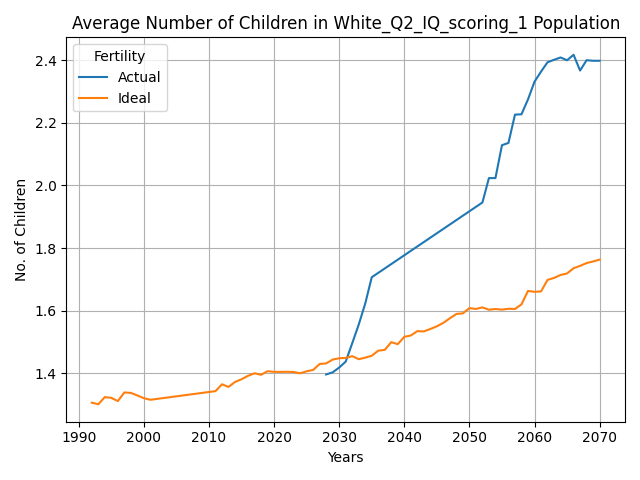 Average Number of Children in White_Q2_IQ_scoring_1 Population
Fertility
Actual
Ideal
No. of Children
2.4
2.2
2.0
1.8
1.6
1.4
1990 2000 2010 2020 2030 2040 2050 2060 2070
Years